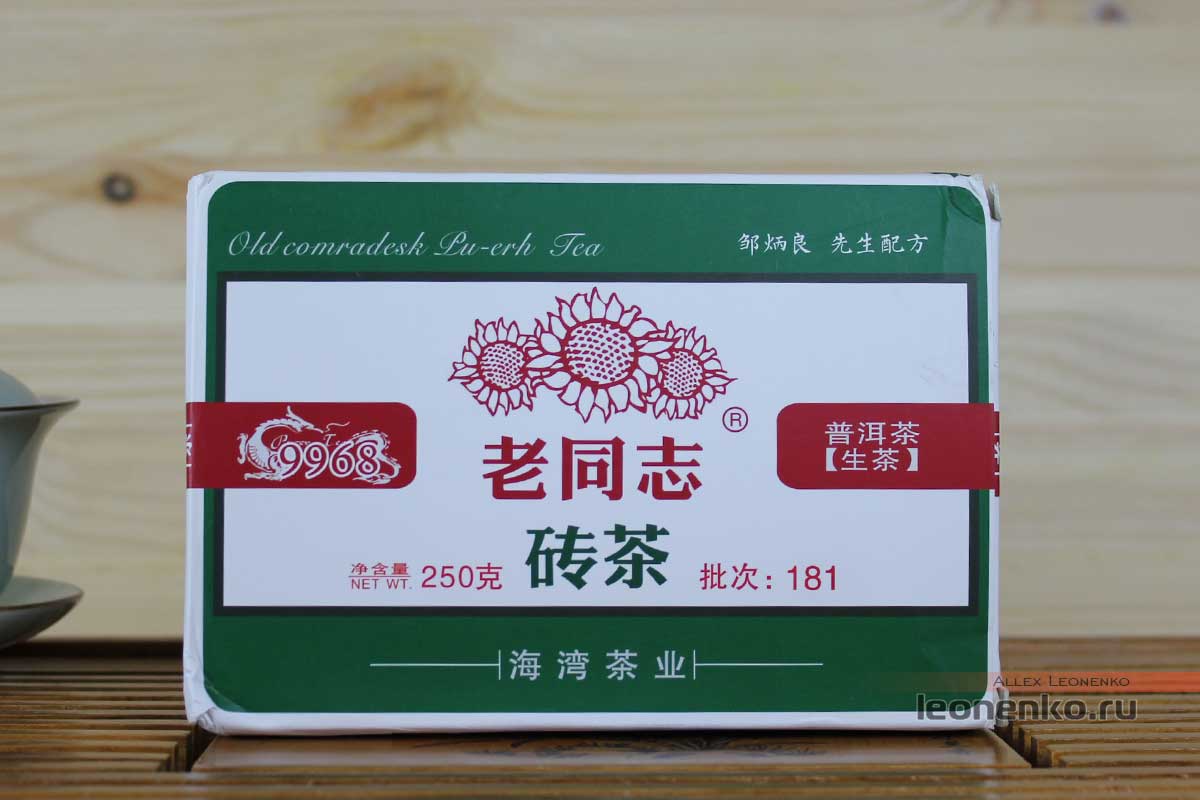 Old comradesk Pu-erh Tea
邹炳良 先生配方
®
9968
普洱茶
【生茶】
老同志
砖茶
净含量
NET WT.
250克
批次：181
海湾茶业
ALLEX LEONENKO
leonenko.ru